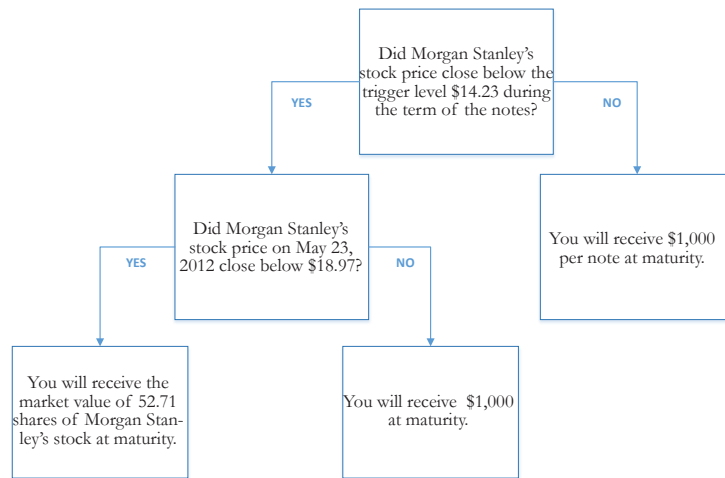 Did Morgan Stanley's
stock price close below the
trigger level $14.23 during
the term of the notes?
YES
NO
Did Morgan Stanley's
stock price on May 23,
2012 close below $18.97?
You will receive $1,000
per note at maturity.
YES
NO
You will receive the
market value of 52.71
shares of Morgan Stan-
ley's stock at maturity.
You will receive $1,000
at maturity.